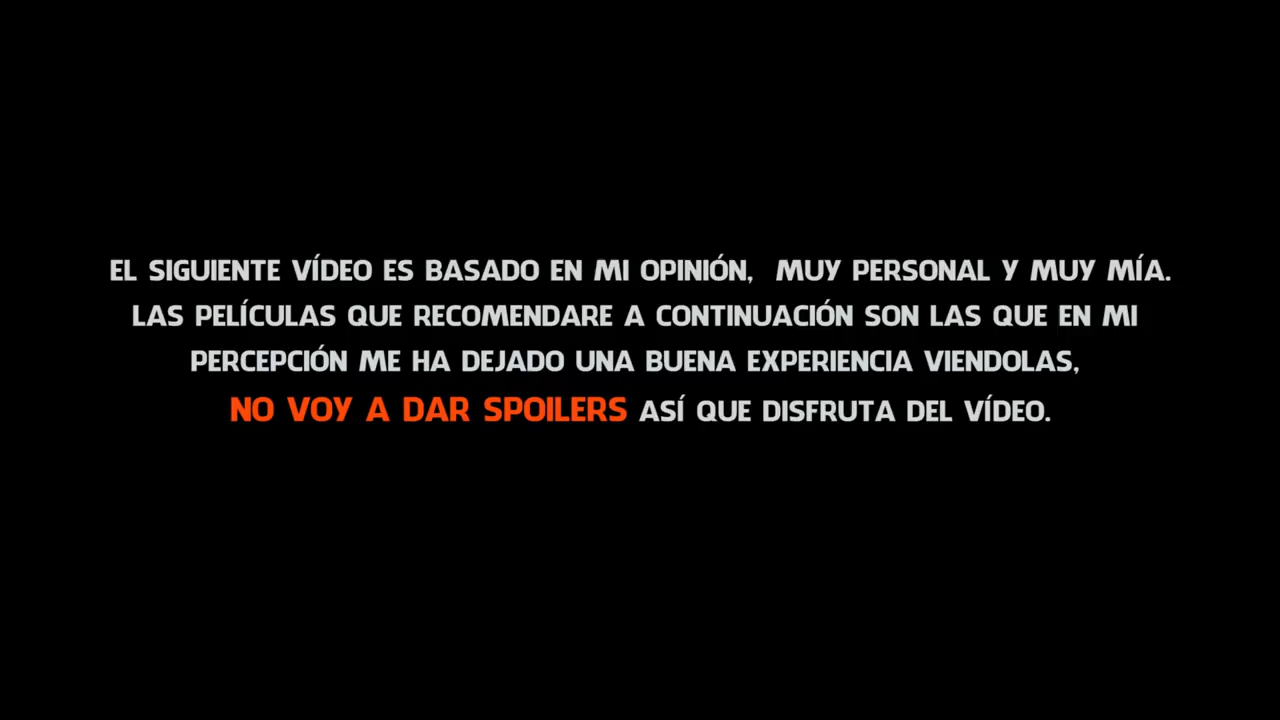 EL SIGUIENTE VÍDEO ES BASADO EN MI OPINIÓN, MUY PERSONAL Y MUY MÍA.
LAS PELÍCULAS QUE RECOMENDARE A CONTINUACIÓN SON LAS QUE EN MI
PERCEPCIÓN ME HA DEJADO UNA BUENA EXPERIENCIA VIENDOLAS,
NO VOY A DAR SPOILERS ASÍ QUE DISFRUTA DEL VÍDEO.